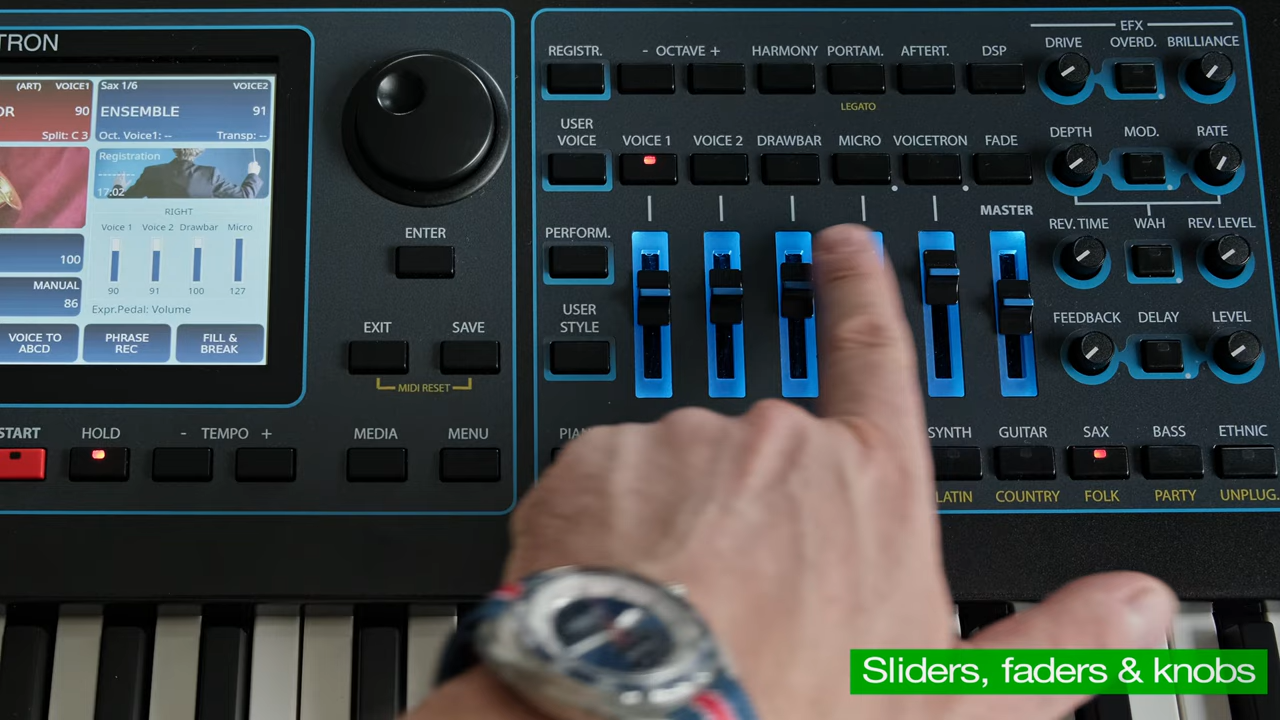 TRON
(ART) VOICE1
OR 90
Split: C 3
Sax 1/6 VOICE2
ENSEMBLE 91
Oct. Voice1: -- Transp: --
Registration
--------
17:02
RIGHT
Voice 1 Voice 2 Drawbar Micro
90 91 100 127
Expr.Pedal: Volume
100
MANUAL
86
VOICE TO
ABCD
PHRASE
REC
FILL &
BREAK
START
HOLD
- TEMPO +
ENTER
EXIT
SAVE
MIDI RESET
MEDIA
MENU
REGISTR.
- OCTAVE +
HARMONY
PORTAM.
AFTERT.
DSP
LEGATO
USER
VOICE
VOICE 1
VOICE 2
DRAWBAR
MICRO
VOICETRON
FADE
MASTER
PERFORM.
USER
STYLE
EFX
DRIVE
OVERD.
BRILLIANCE
DEPTH
MOD.
RATE
REV. TIME
WAH
REV. LEVEL
FEEDBACK
DELAY
LEVEL
PIAN
SYNTH
GUITAR
SAX
BASS
ETHNIC
LATIN
COUNTRY
FOLK
PARTY
UNPLUG.
Sliders, faders & knobs